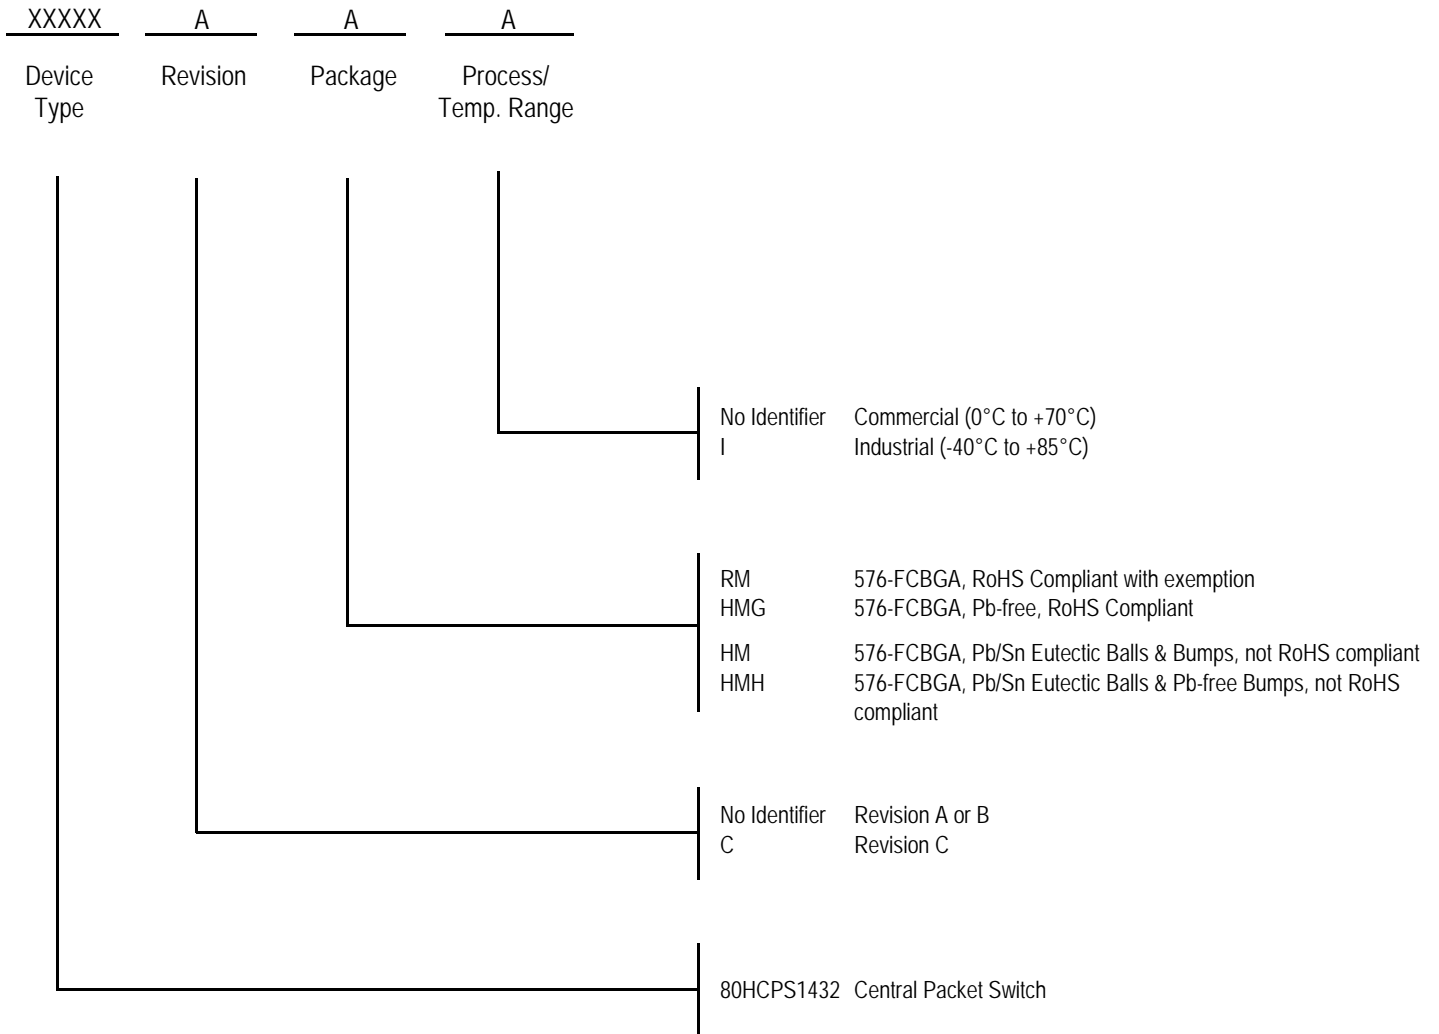 XXXXX A A A
Device Type Revision Package Process/ Temp. Range
No Identifier Commercial (0°C to +70°C)
I Industrial (-40°C to +85°C)
RM 576-FCBGA, RoHS Compliant with exemption
HMG 576-FCBGA, Pb-free, RoHS Compliant
HM 576-FCBGA, Pb/Sn Eutectic Balls & Bumps, not RoHS compliant
HMH 576-FCBGA, Pb/Sn Eutectic Balls & Pb-free Bumps, not RoHS
compliant
No Identifier Revision A or B
C Revision C
80HCPS1432 Central Packet Switch